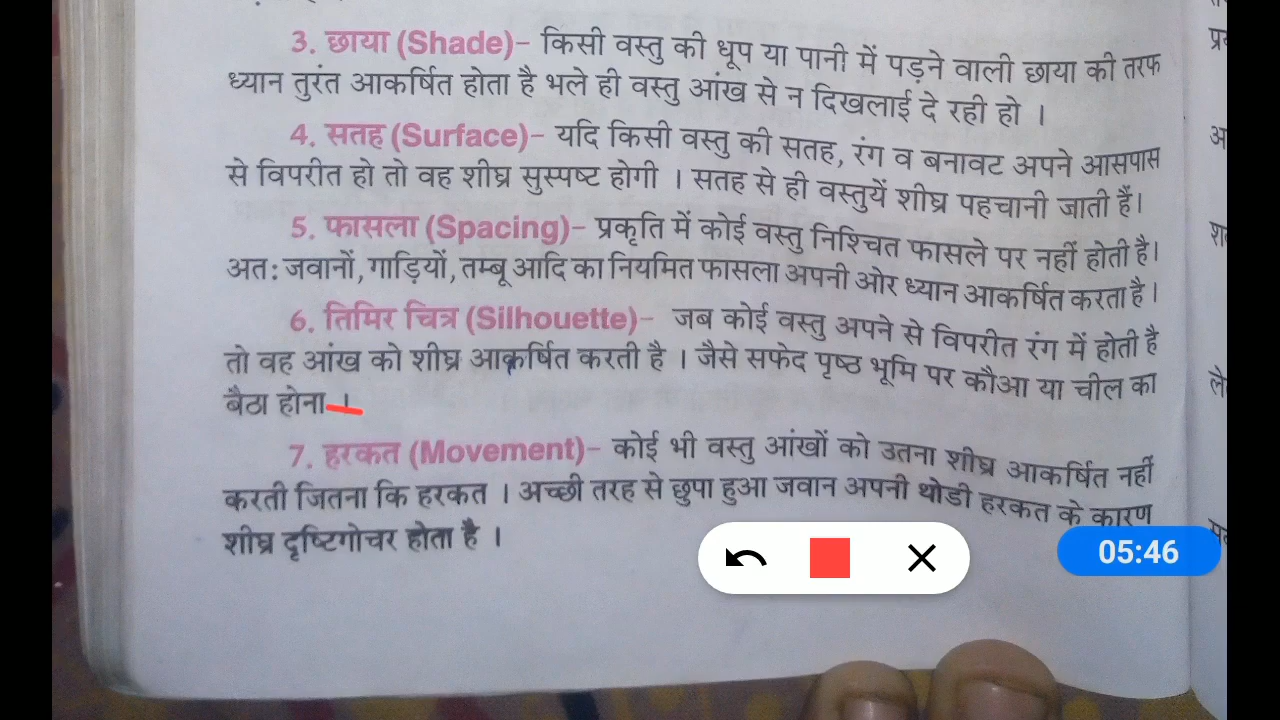 3. छाया (Shade)- किसी वस्तु की धूप या पानी में पड़ने वाली छाया की तरफ
ध्यान तुरंत आकर्षित होता है भले ही वस्तु आंख से न दिखलाई दे रही हो ।
4. सतह (Surface)- यदि किसी वस्तु की सतह, रंग व बनावट अपने आसपास
से विपरीत हो तो वह शीघ्र सुस्पष्ट होगी । सतह से ही वस्तुयें शीघ्र पहचानी जाती हैं।
5. फासला (Spacing)- प्रकृति में कोई वस्तु निश्चित फासले पर नहीं होती है।
अत: जवानों, गाड़ियों, तम्बू आदि का नियमित फासला अपनी ओर ध्यान आकर्षित करता है।
6. तिमिर चित्र (Silhouette)- जब कोई वस्तु अपने से विपरीत रंग में होती है
तो वह आंख को शीघ्र आकर्षित करती है । जैसे सफेद पृष्ठ भूमि पर कौआ या चील का
बैठा होना ।
7. हरकत (Movement)- कोई भी वस्तु आंखों को उतना शीघ्र आकर्षित नहीं
करती जितना कि हरकत । अच्छी तरह से छुपा हुआ जवान अपनी थोडी हरकत के कारण
शीघ्र दृष्टिगोचर होता है ।
05:46